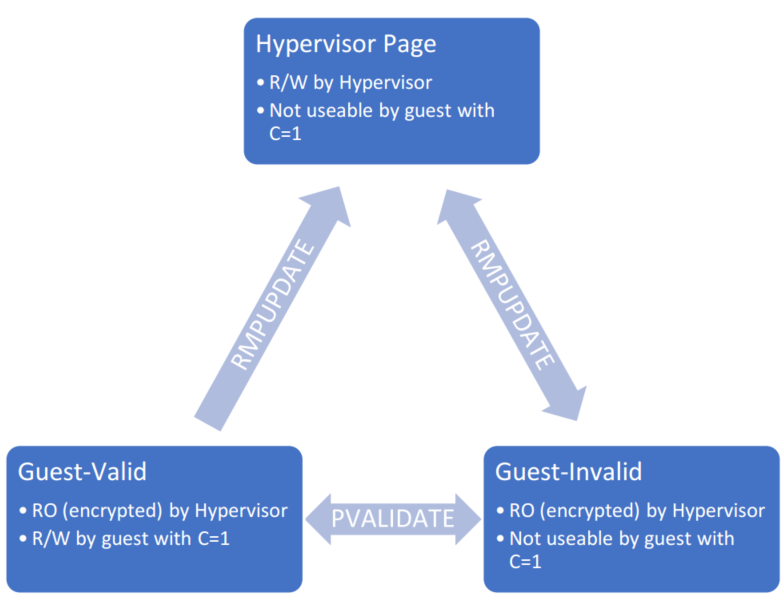 Hypervisor Page
• R/W by Hypervisor
• Not useable by guest with
C=1
RMPUPDATE
RMPUPDATE
Guest-Valid
• RO (encrypted) by Hypervisor
• R/W by guest with C=1
PVALIDATE
Guest-Invalid
• RO (encrypted) by Hypervisor
• Not useable by guest with
C=1